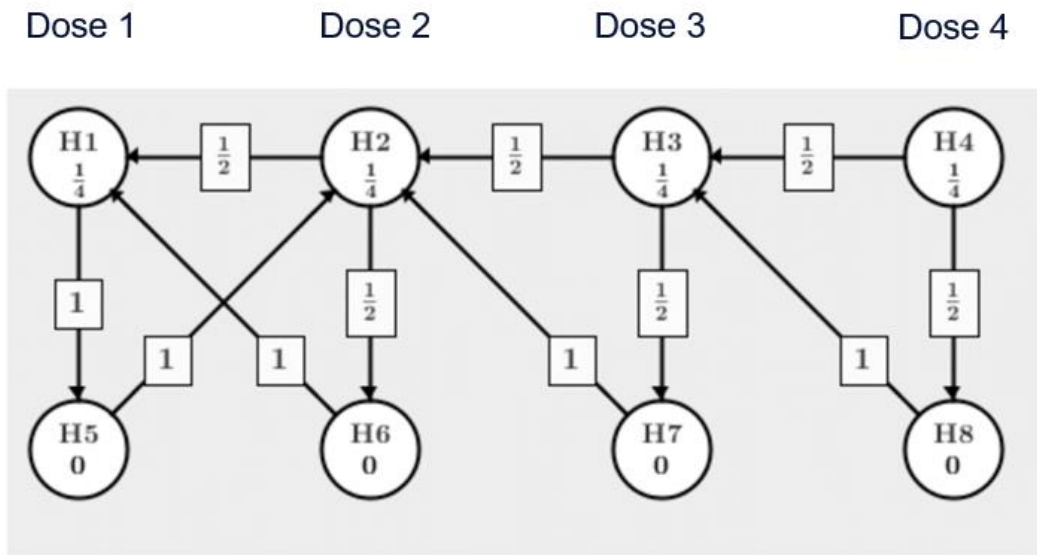 Dose 1 Dose 2 Dose 3 Dose 4
H1 1/4 1/2 H2 1/4 1/2 H3 1/4 1/2 H4 1/4
1 1/2 1/2 1/2
1 1 1 1
H5 H6 H7 H8
0 0 0 0